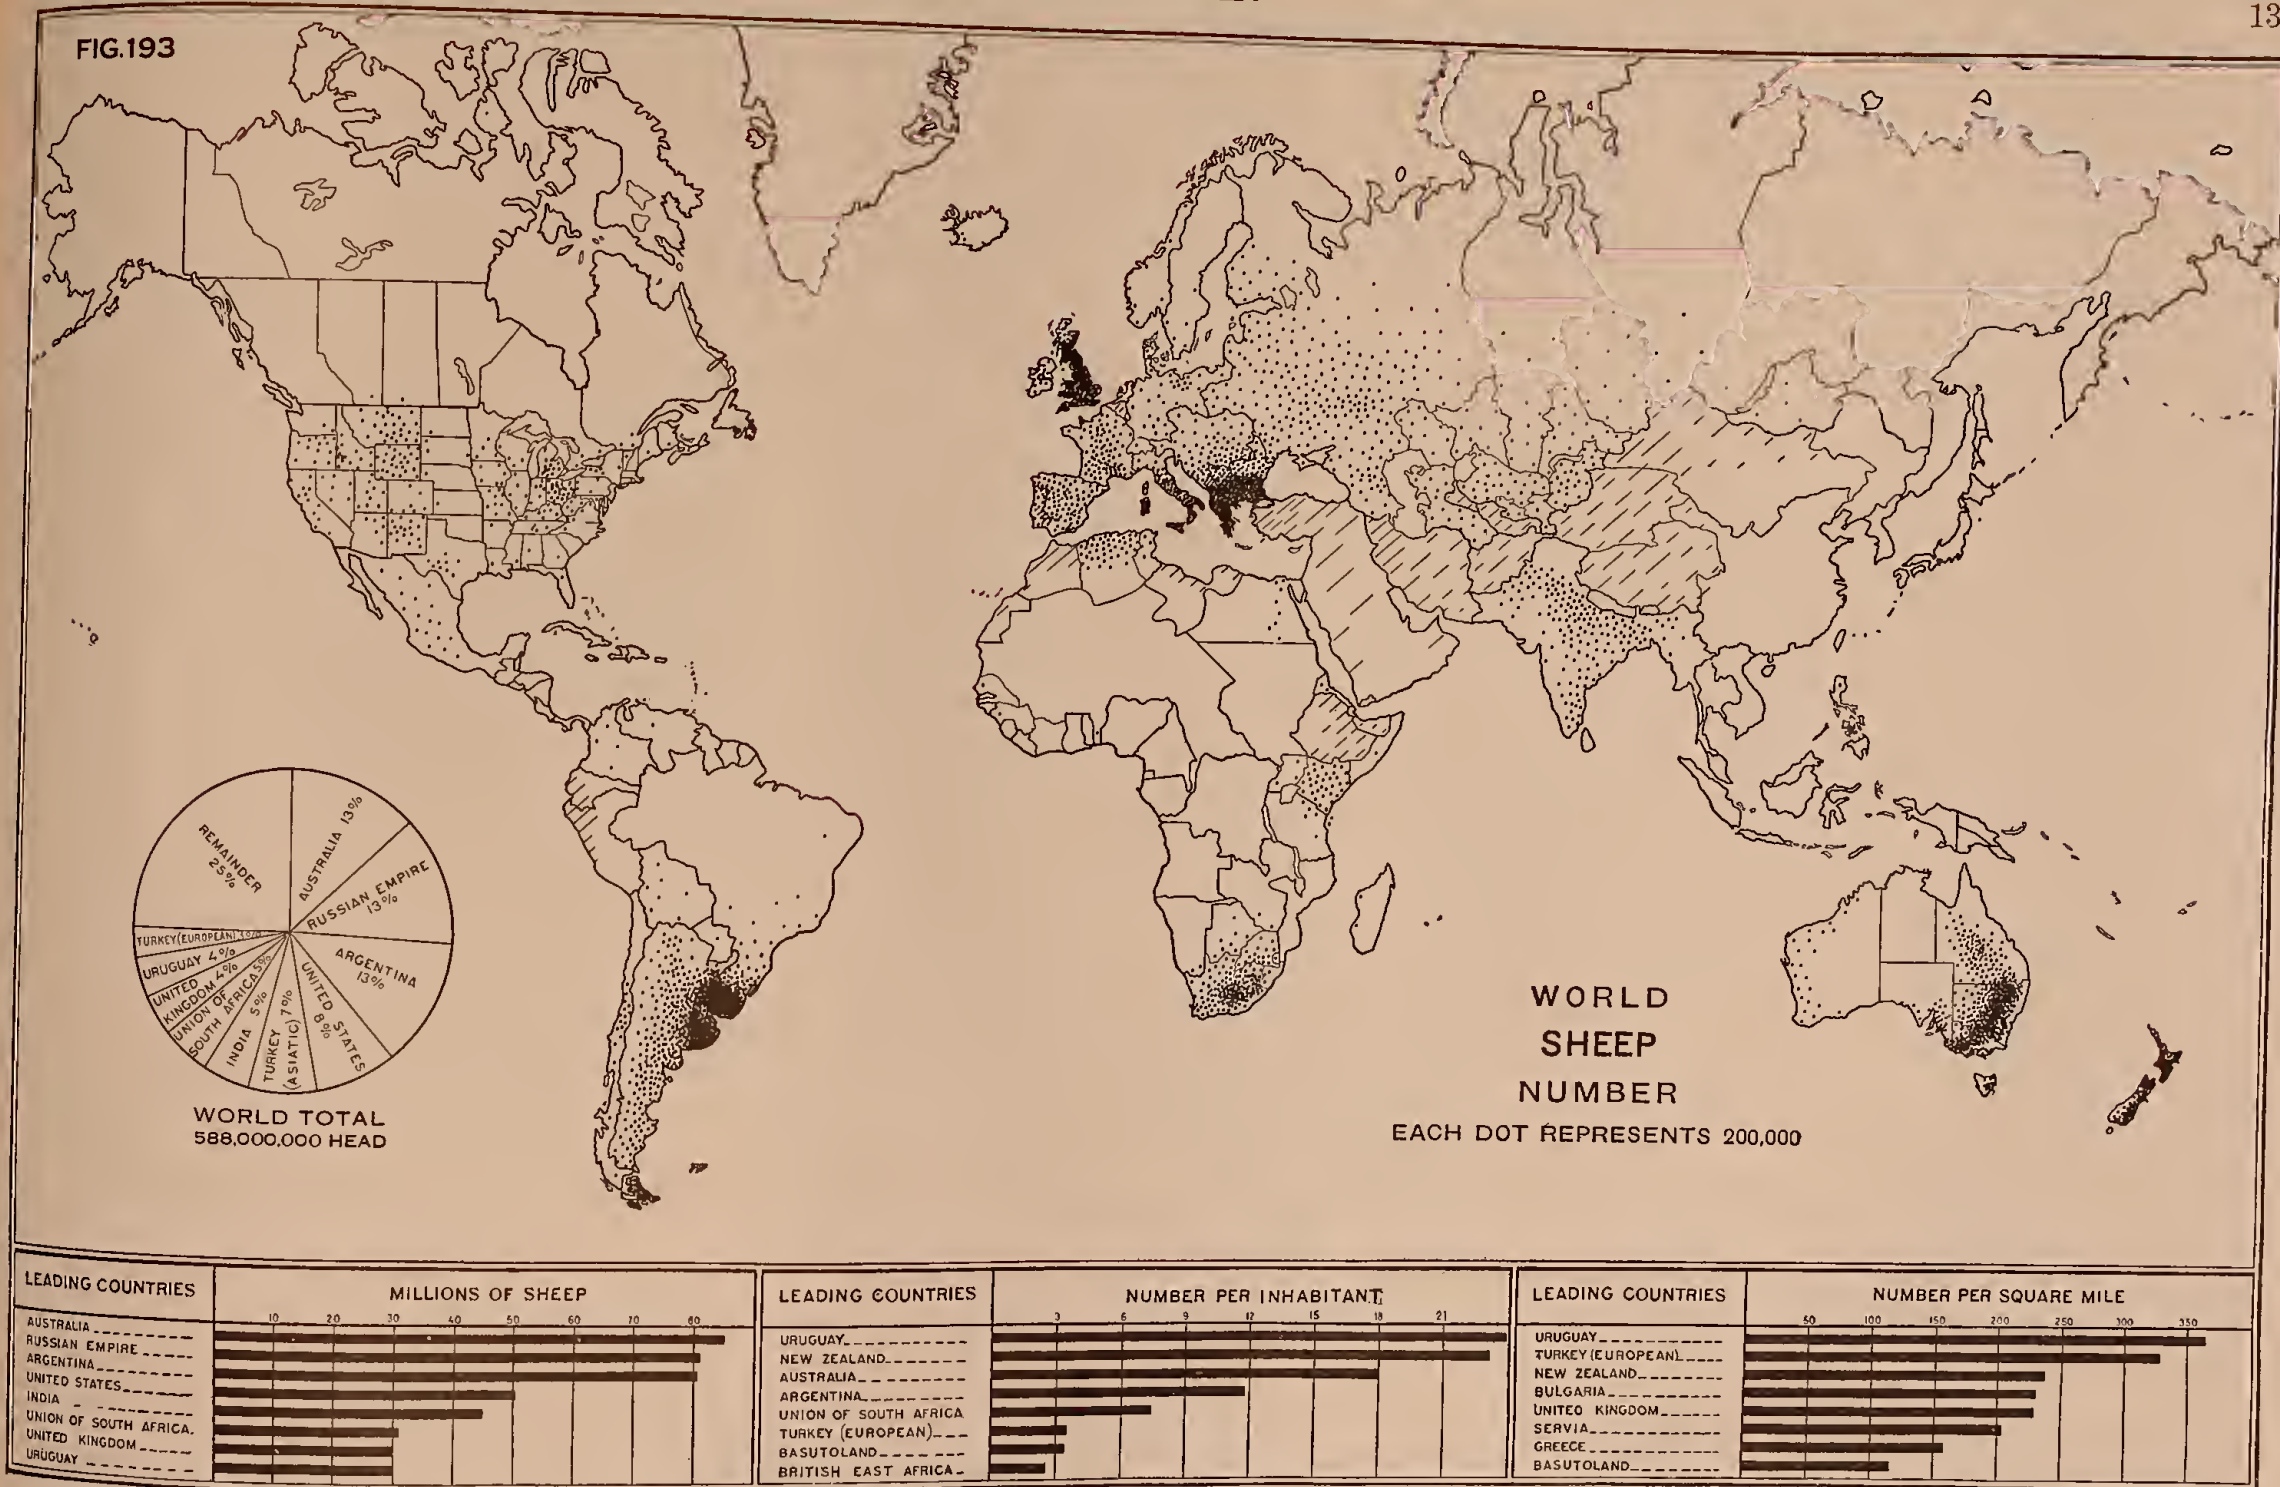 13
FIG.193
AUSTRALIA 13%
RUSSIAN EMPIRE
13%
ARGENTINA
13%
UNITED STATES
8%
TURKEY
(ASIATIC) 7%
INDIA 5%
UNION OF
SOUTH AFRICA 5%
UNITED
KINGDOM 4%
URUGUAY 4%
TURKEY (EUROPEAN)
REMAINDER
25%
WORLD TOTAL
588,000,000 HEAD
WORLD
SHEEP
NUMBER
EACH DOT REPRESENTS 200,000
LEADING COUNTRIES
MILLIONS OF SHEEP
10 20 30 40 50 60 70 80
AUSTRALIA
RUSSIAN EMPIRE
ARGENTINA
UNITED STATES
INDIA
UNION OF SOUTH AFRICA.
UNITED KINGDOM
URUGUAY
LEADING COUNTRIES
NUMBER PER INHABITANT
3 6 9 12 15 18 21
URUGUAY
NEW ZEALAND
AUSTRALIA
ARGENTINA
UNION OF SOUTH AFRICA
TURKEY (EUROPEAN)
BASUTOLAND
BRITISH EAST AFRICA
LEADING COUNTRIES
NUMBER PER SQUARE MILE
50 100 150 200 250 300 350
URUGUAY
TURKEY (EUROPEAN)
NEW ZEALAND
BULGARIA
UNITED KINGDOM
SERVIA
GREECE
BASUTOLAND